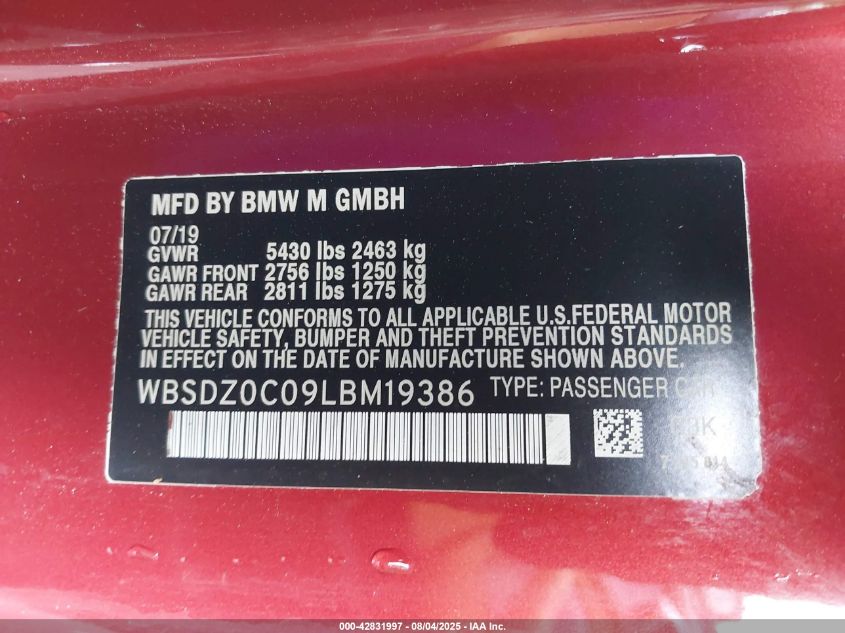 MFD BY BMW M GMBH
07/19
GVWR 5430 lbs 2463 kg
GAWR FRONT 2756 lbs 1250 kg
GAWR REAR 2811 lbs 1275 kg
THIS VEHICLE CONFORMS TO ALL APPLICABLE U.S.FEDERAL MOTOR
VEHICLE SAFETY, BUMPER AND THEFT PREVENTION STANDARDS
IN EFFECT ON THE DATE OF MANUFACTURE SHOWN ABOVE.
WBSDZ0C09LBM19386 TYPE: PASSENGER CAR
000-42831997 - 08/04/2025 - IAA Inc.